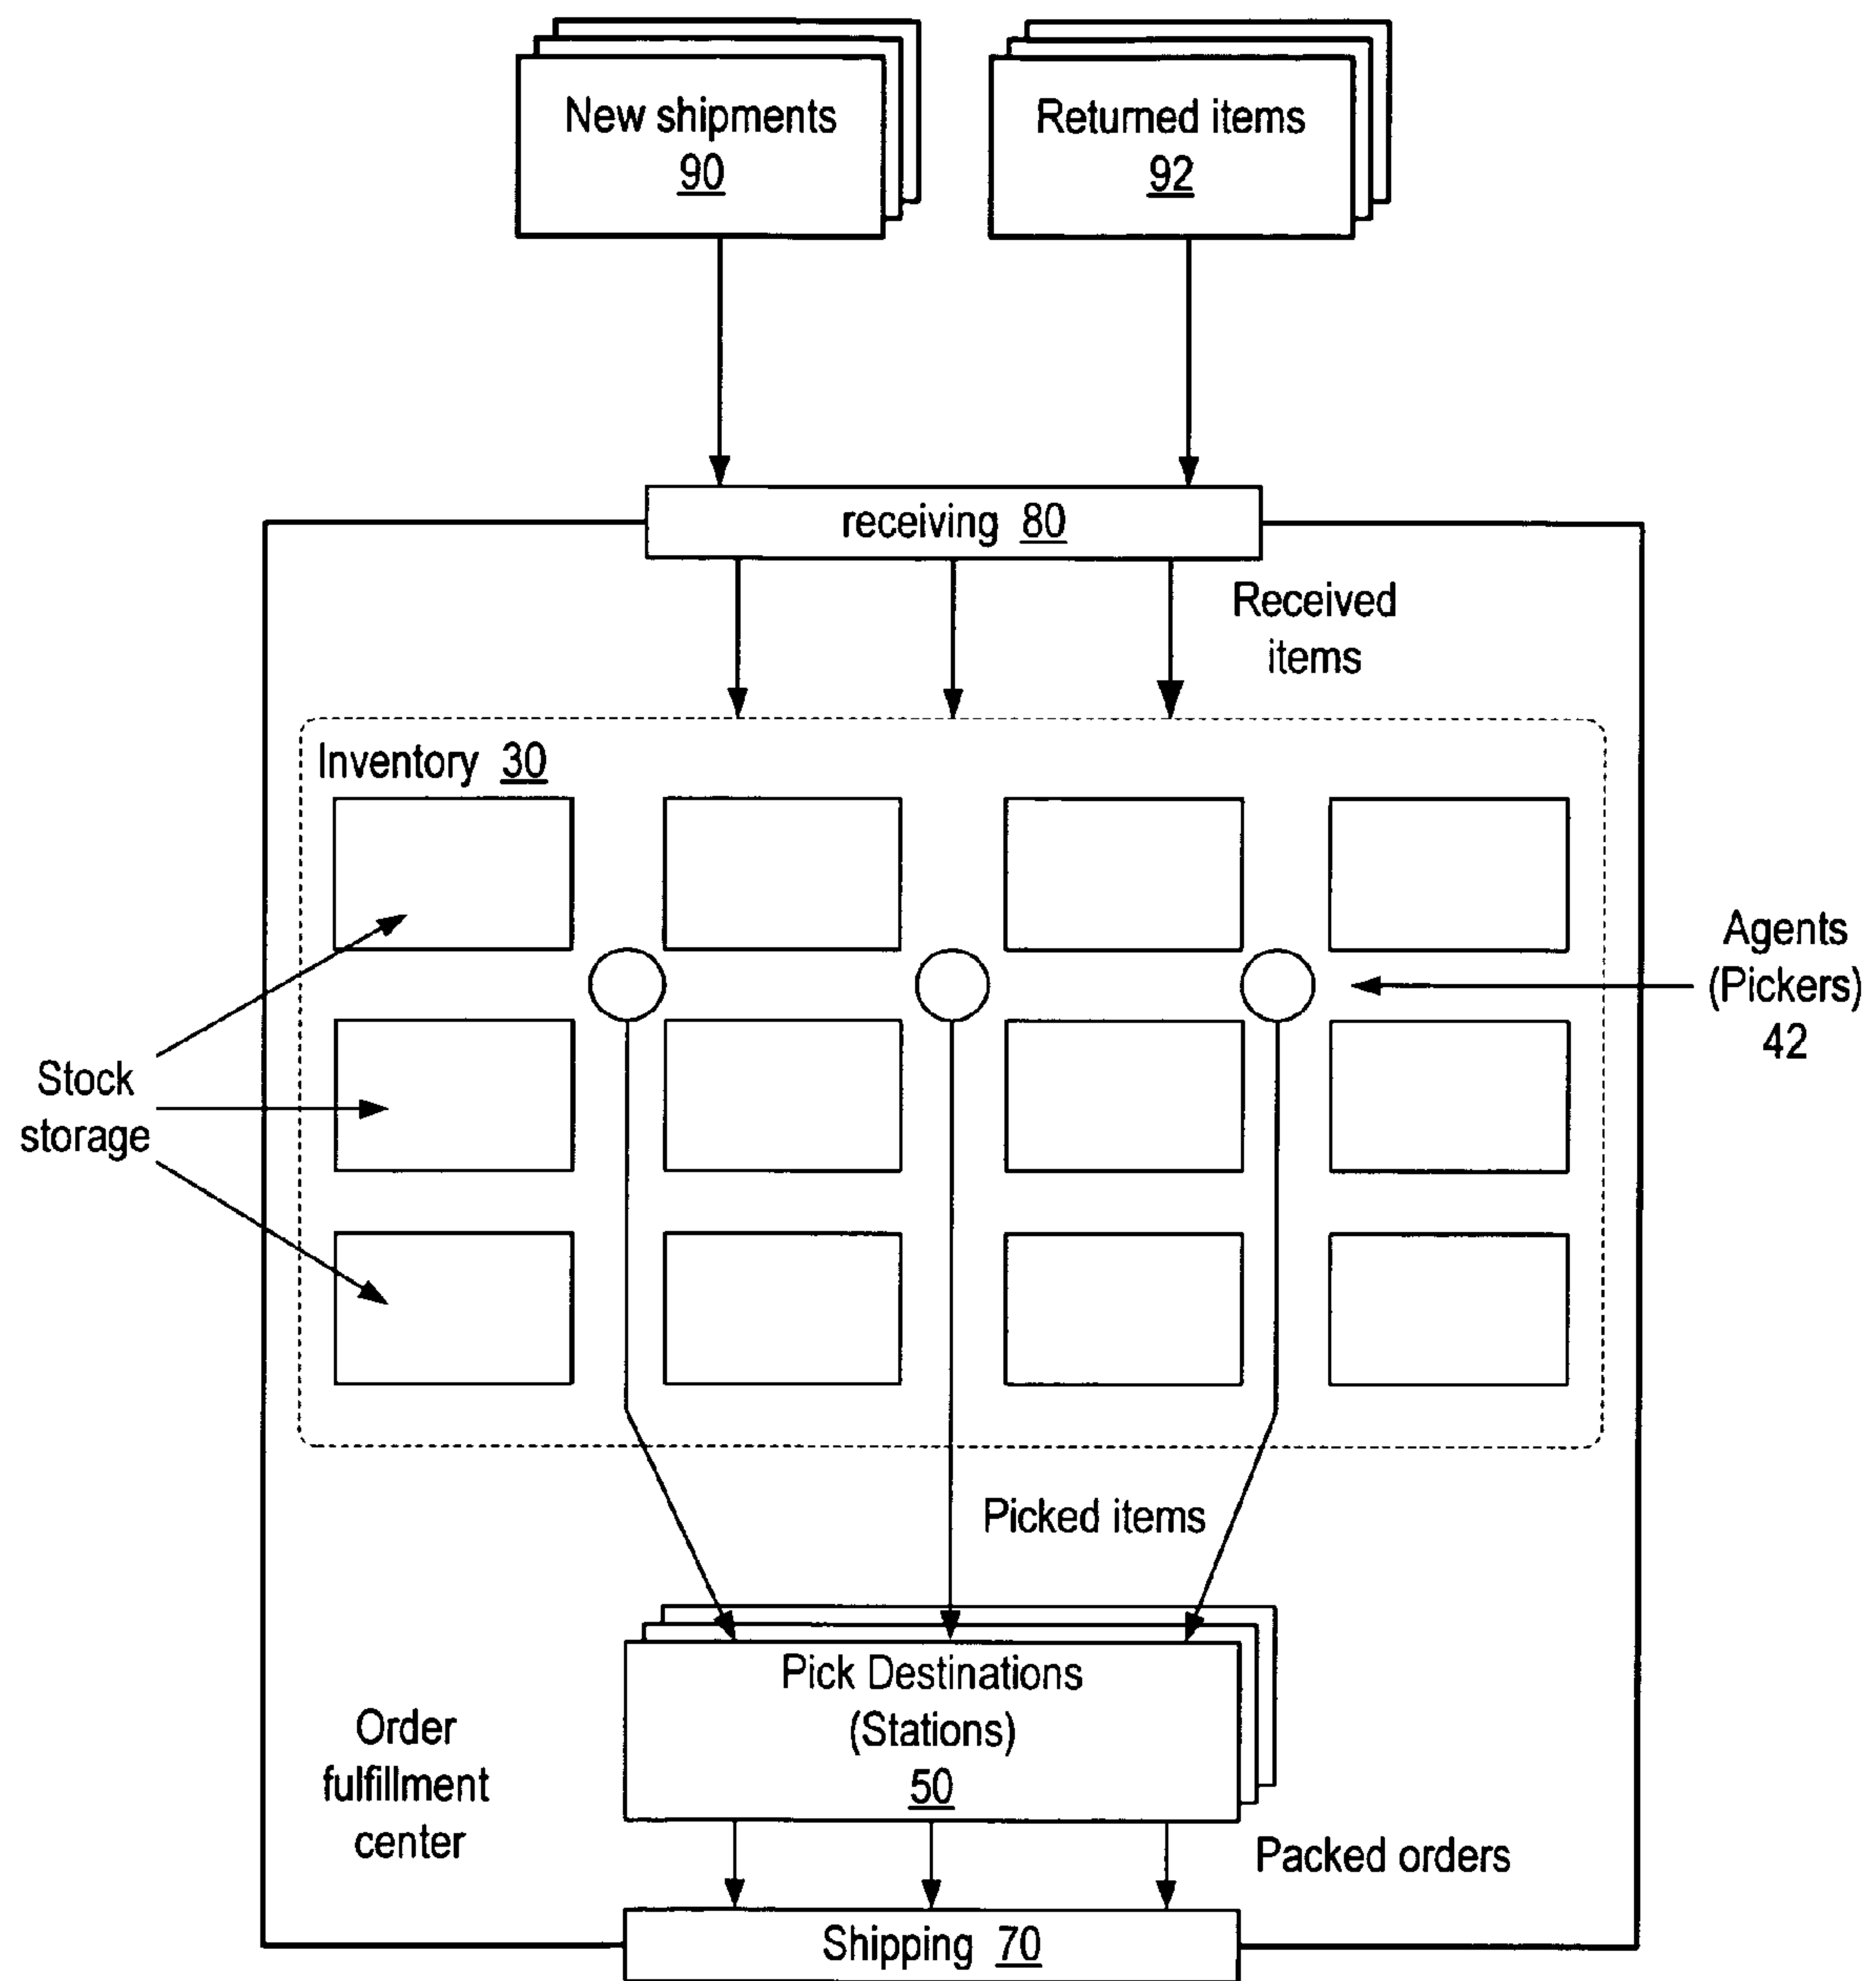 New shipments
90
Returned items
92
receiving 80
Received
items
Inventory 30
Agents
(Pickers)
42
Stock
storage
Picked items
Pick Destinations
(Stations)
50
Order
fulfillment
center
Packed orders
Shipping 70